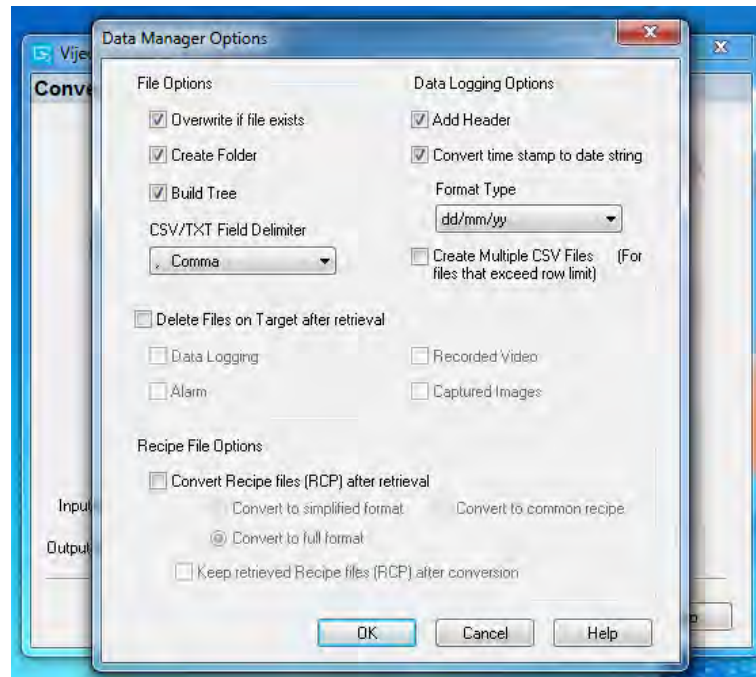 Data Manager Options
Vije
Conve
File Options
Overwrite if file exists
Create Folder
Build Tree
CSV/TXT Field Delimiter
, Comma
Data Logging Options
Add Header
Convert time stamp to date string
Format Type
dd/mm/yy
Create Multiple CSV Files (For
files that exceed row limit)
Delete Files on Target after retrieval
Data Logging
Recorded Video
Alarm
Captured Images
Recipe File Options
Convert Recipe files (RCP) after retrieval
Convert to simplified format
Convert to common recipe
Convert to full format
Keep retrieved Recipe files (RCP) after conversion
Input
Output
OK
Cancel
Help